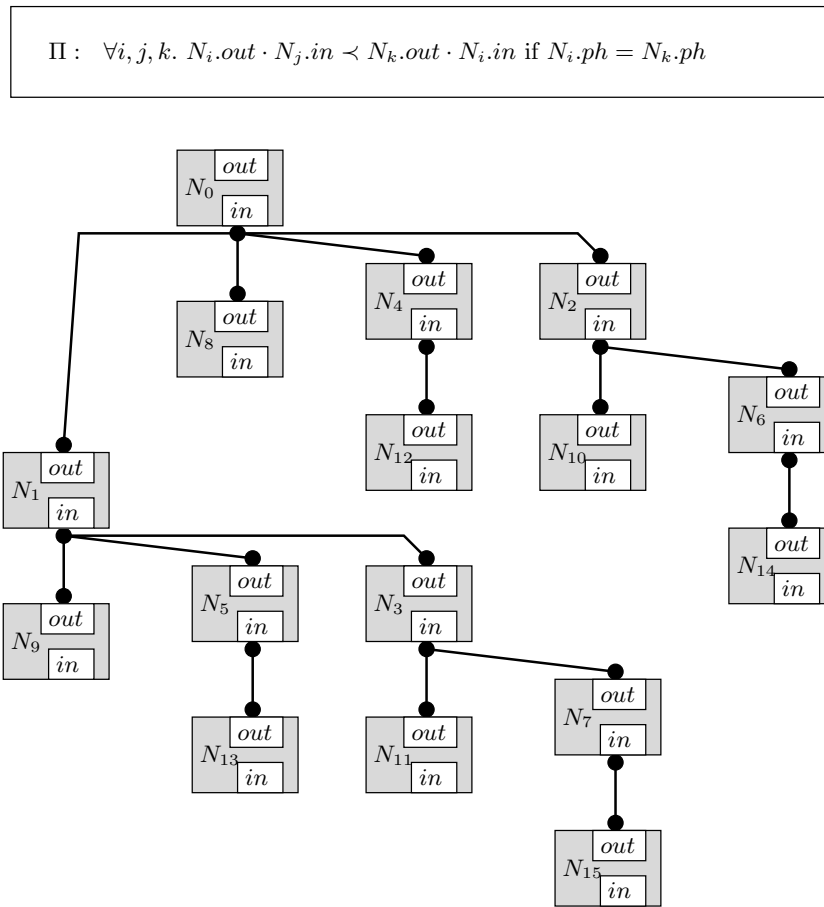 Π : ∀i, j, k. N_i.out · N_j.in ≺ N_k.out · N_i.in if N_i.ph = N_k.ph
out
N_0
in
out
N_4
in
out
N_2
in
out
N_8
in
out
N_6
in
out
N_12
in
out
N_10
in
out
N_1
in
out
N_14
in
out
N_5
in
out
N_3
in
out
N_9
in
out
N_7
in
out
N_13
in
out
N_11
in
out
N_15
in